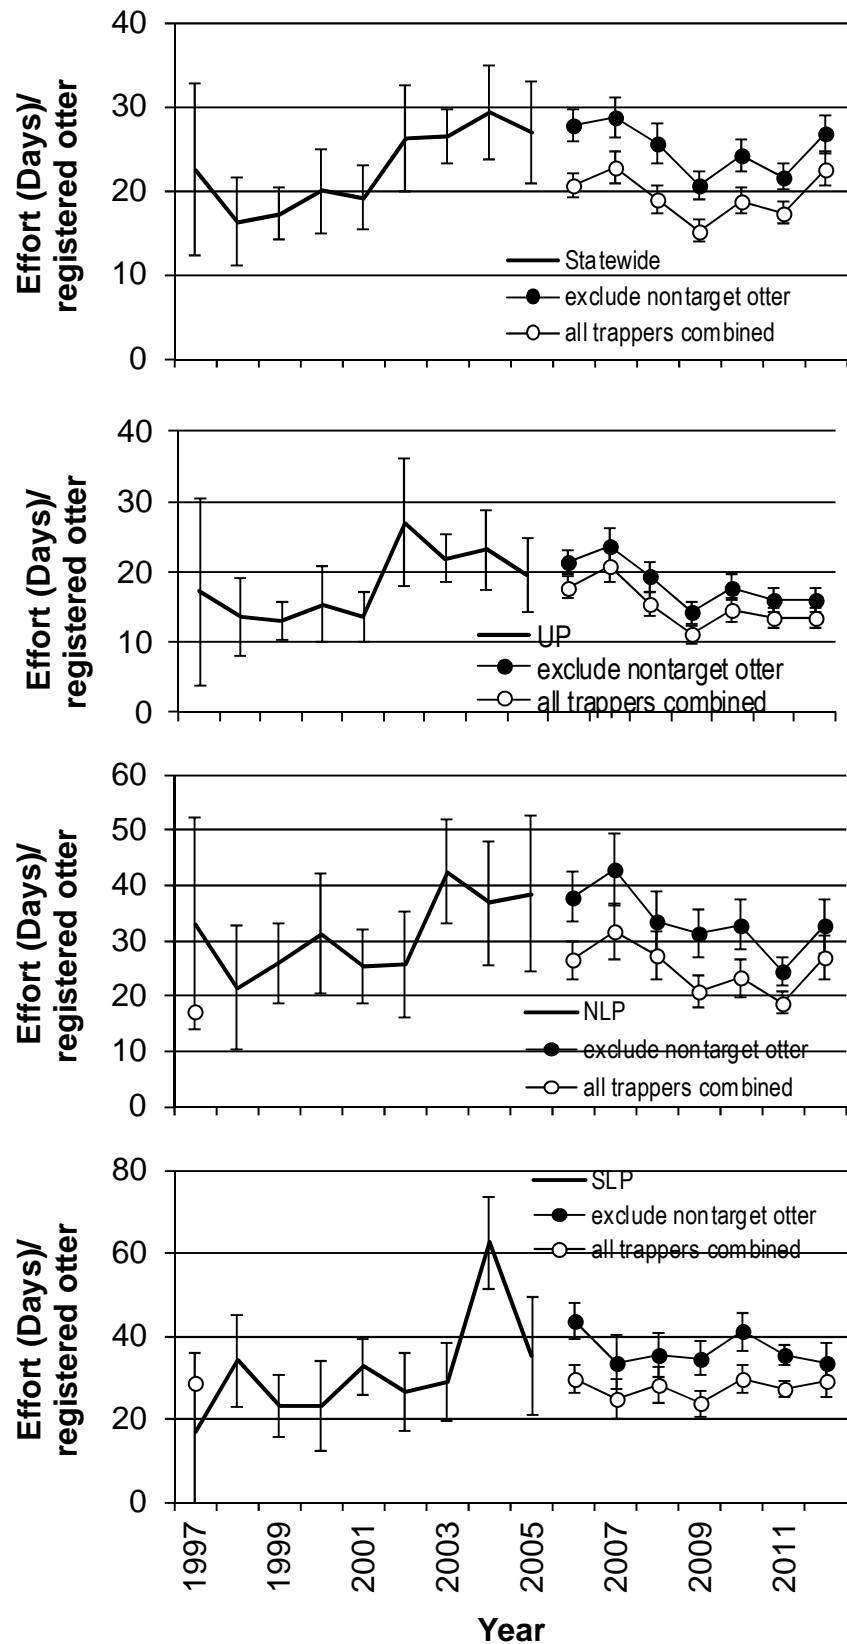 40
30
20
10
0
Effort (Days)/
registered otter
Statewide
exclude nontarget otter
all trappers combined
40
30
20
10
0
Effort (Days)/
registered otter
UP
exclude nontarget otter
all trappers combined
60
50
40
30
20
10
0
Effort (Days)/
registered otter
NLP
exclude nontarget otter
all trappers combined
80
60
40
20
0
Effort (Days)/
registered otter
SLP
exclude nontarget otter
all trappers combined
1997
1999
2001
2003
2005
2007
2009
2011
Year